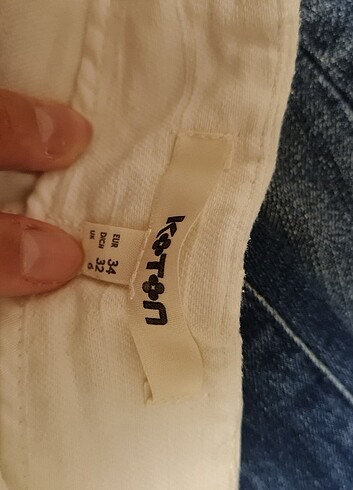 KOTON
EUR 34
D/CH 32
UK 6